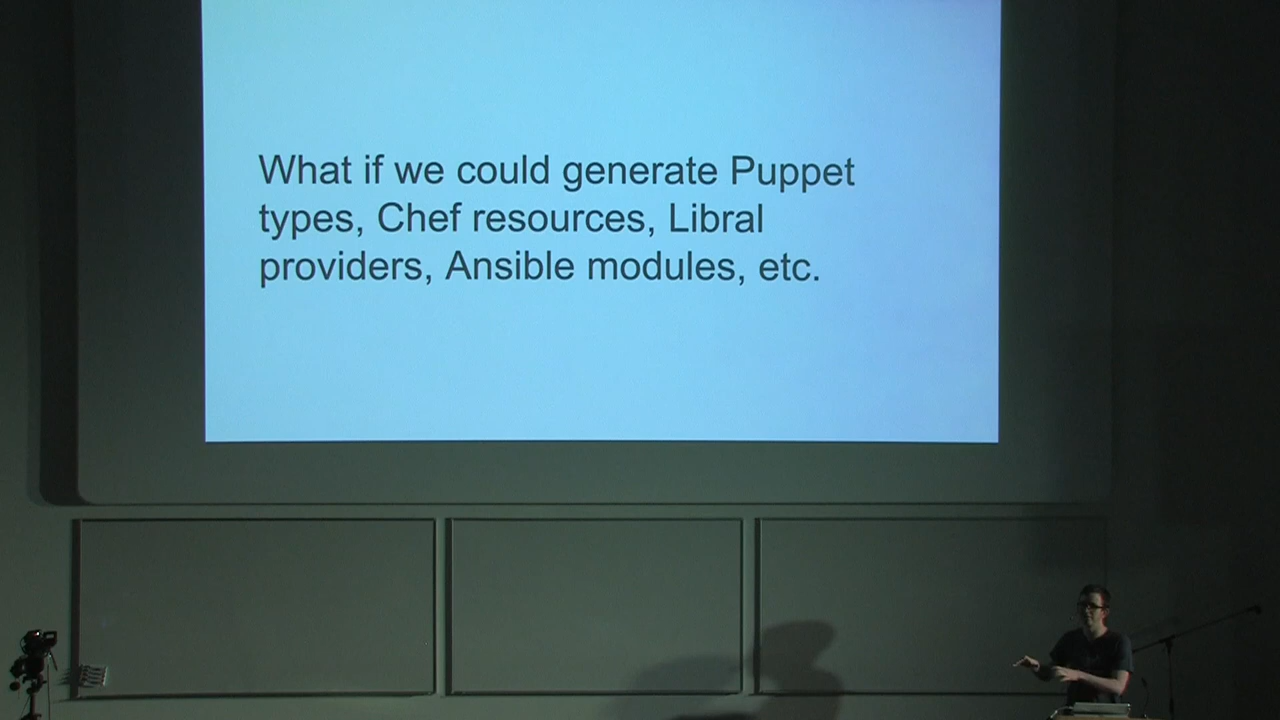 What if we could generate Puppet
types, Chef resources, Libral
providers, Ansible modules, etc.